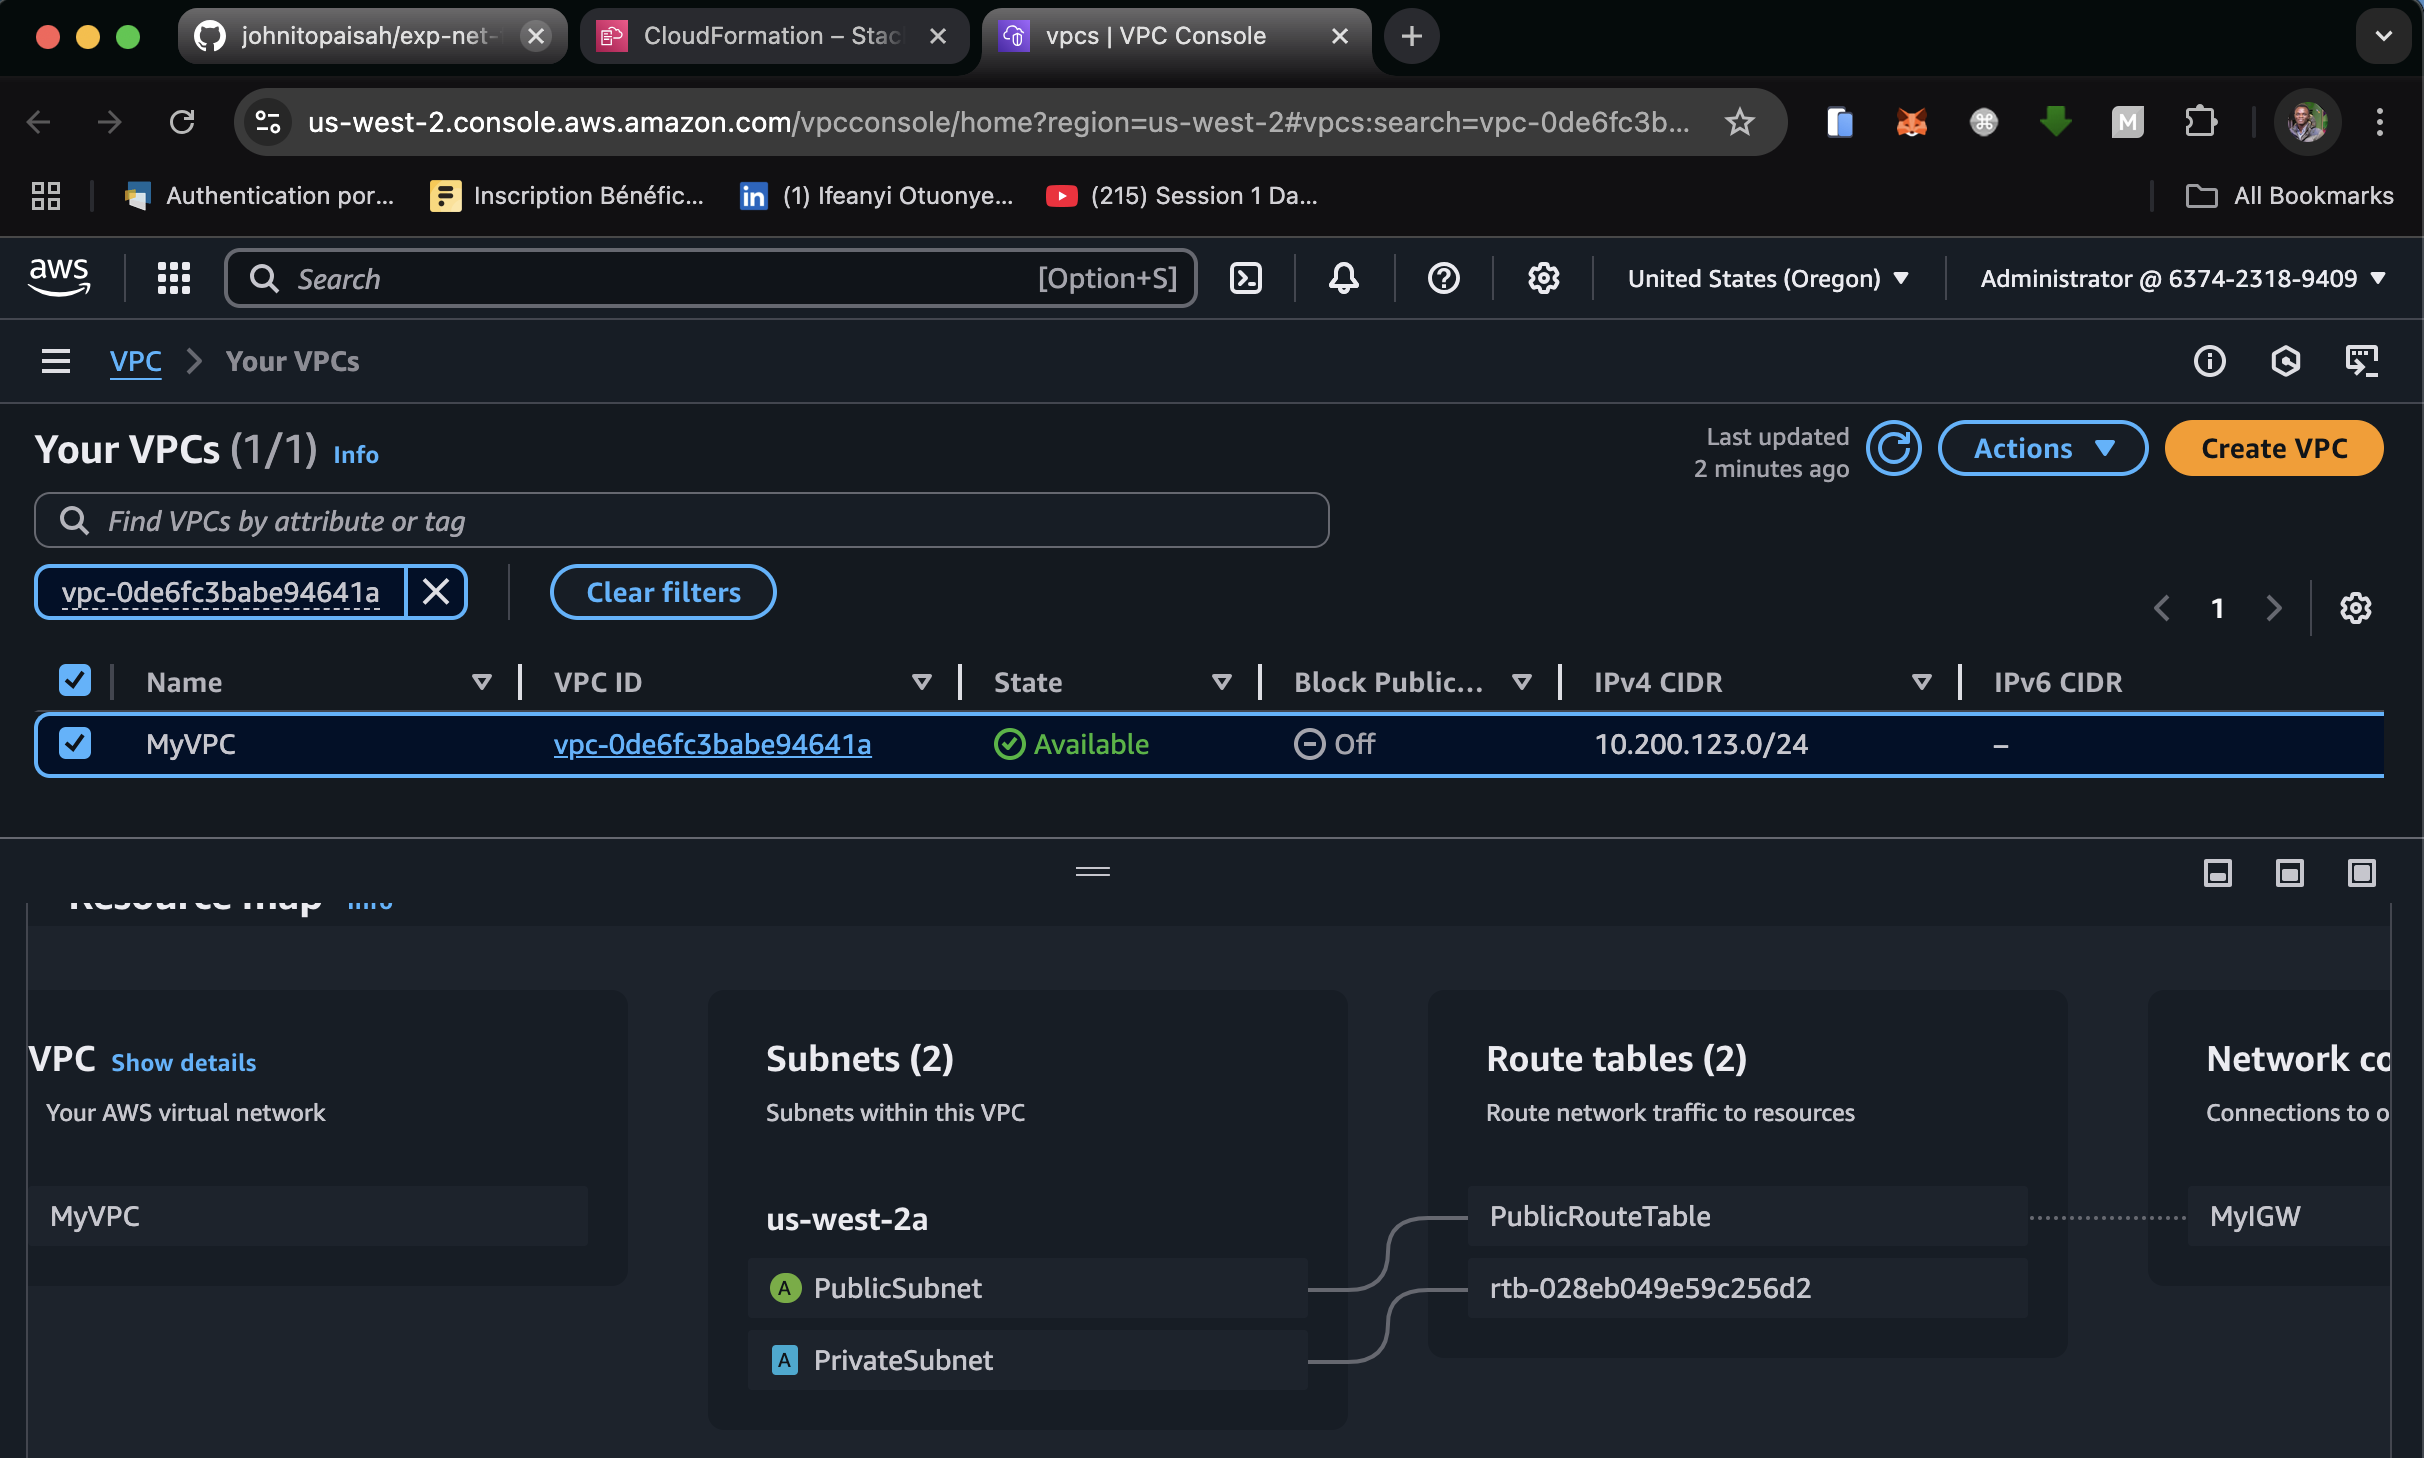 johnitopaisah/exp-net-
CloudFormation – Stac
vpcs | VPC Console
us-west-2.console.aws.amazon.com/vpcconsole/home?region=us-west-2#vpcs:search=vpc-0de6fc3b...
M
Authentication por...
Inscription Bénéfic...
in
(1) Ifeanyi Otuonye...
(215) Session 1 Da...
All Bookmarks
aws
Search
[Option+S]
United States (Oregon)
Administrator @ 6374-2318-9409
VPC
Your VPCs
Your VPCs (1/1) Info
Last updated
2 minutes ago
Actions
Create VPC
Find VPCs by attribute or tag
vpc-0de6fc3babe94641a
Clear filters
1
Name
VPC ID
State
Block Public...
IPv4 CIDR
IPv6 CIDR
MyVPC
vpc-0de6fc3babe94641a
Available
Off
10.200.123.0/24
–
Resource map Info
VPC Show details
Your AWS virtual network
MyVPC
Subnets (2)
Subnets within this VPC
us-west-2a
A PublicSubnet
A PrivateSubnet
Route tables (2)
Route network traffic to resources
PublicRouteTable
rtb-028eb049e59c256d2
Network co
Connections to o
MyIGW